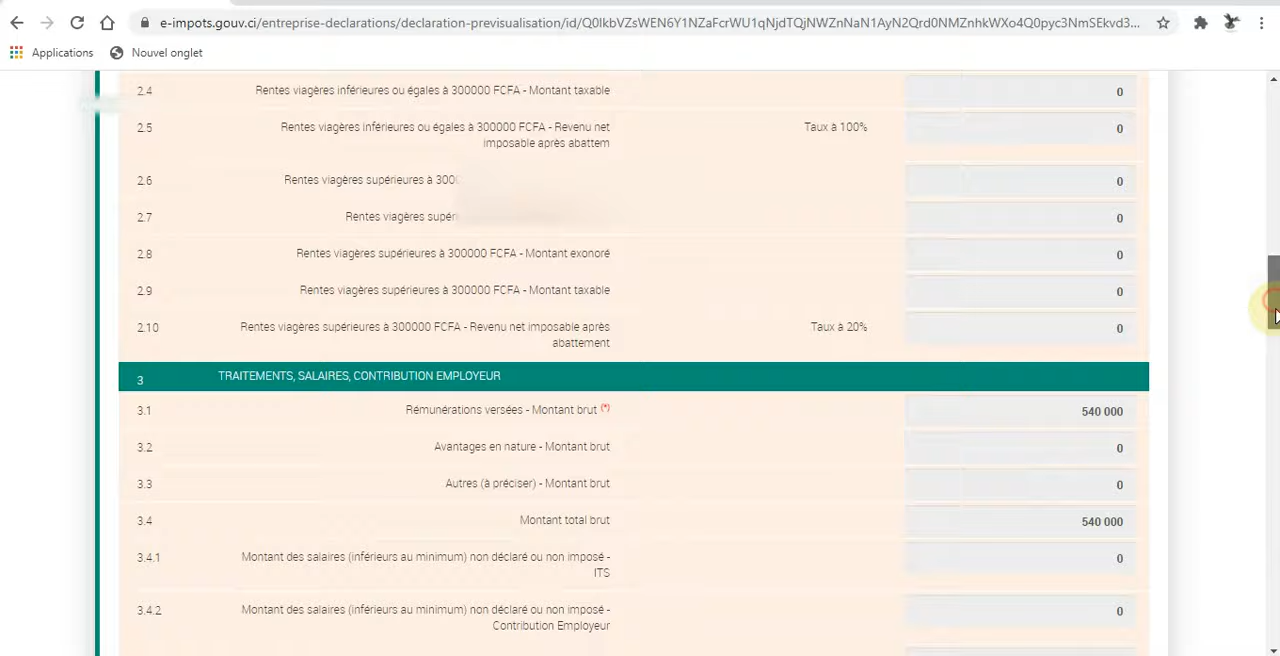 e-impots.gouv.ci/entreprise-declarations/declaration-previsualisation/id/Q0lkbVZsWEN6Y1NZaFcrWU1qNjdTQjNWZnNaN1AyN2Qrd0NMZnhkWXo4Q0pyc3NmSEkvd3...
Applications Nouvel onglet
2.4 Rentes viagères inférieures ou égales à 300000 FCFA - Montant taxable 0
2.5 Rentes viagères inférieures ou égales à 300000 FCFA - Revenu net Taux à 100% 0
imposable après abattem
2.6 Rentes viagères supérieures à 300 0
2.7 Rentes viagères supéri 0
2.8 Rentes viagères supérieures à 300000 FCFA - Montant exonoré 0
2.9 Rentes viagères supérieures à 300000 FCFA - Montant taxable 0
2.10 Rentes viagères supérieures à 300000 FCFA - Revenu net imposable après Taux à 20% 0
abattement
3 TRAITEMENTS, SALAIRES, CONTRIBUTION EMPLOYEUR
3.1 Rémunérations versées - Montant brut (*) 540 000
3.2 Avantages en nature - Montant brut 0
3.3 Autres (à préciser) - Montant brut 0
3.4 Montant total brut 540 000
3.4.1 Montant des salaires (inférieurs au minimum) non déclaré ou non imposé - 0
ITS
3.4.2 Montant des salaires (inférieurs au minimum) non déclaré ou non imposé - 0
Contribution Employeur